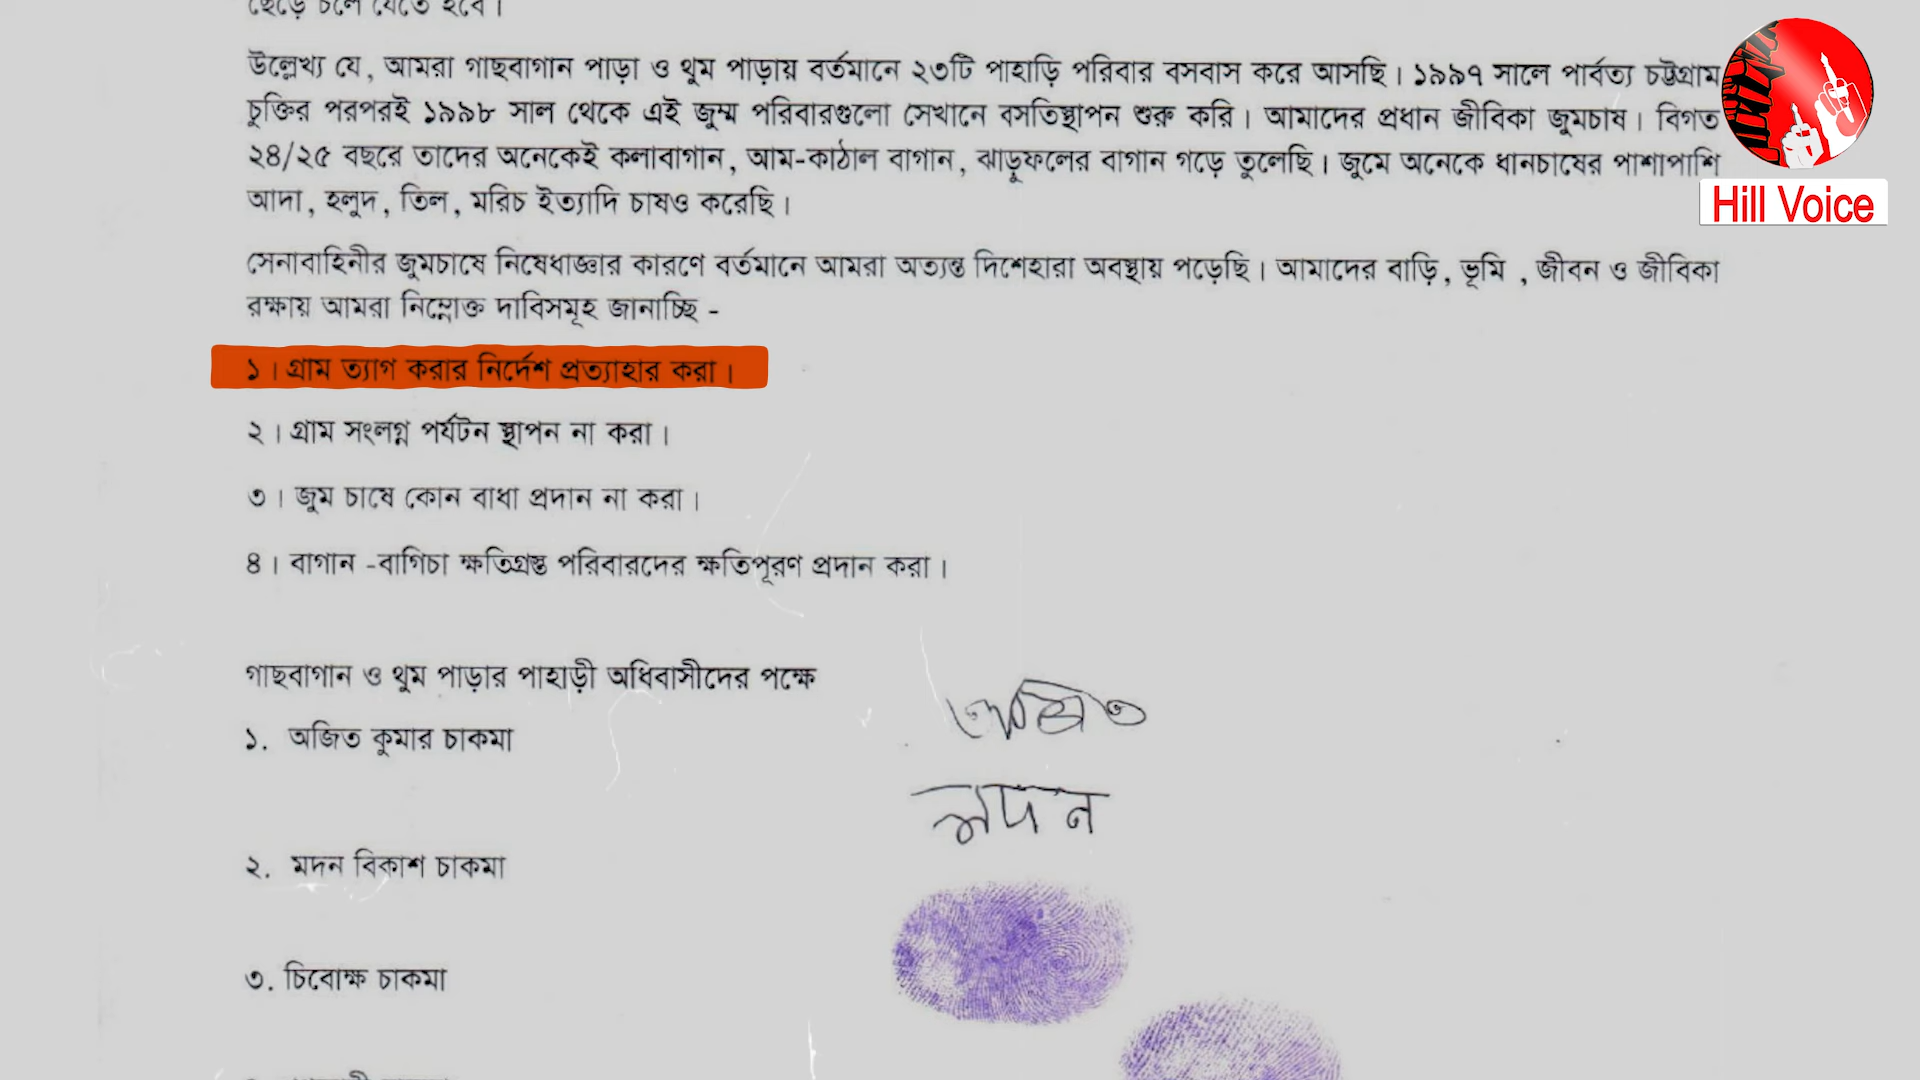 ছেড়ে চলে যেতে হবে।
উল্লেখ্য যে, আমরা গাছবাগান পাড়া ও থুম পাড়ায় বর্তমানে ২৩টি পাহাড়ি পরিবার বসবাস করে আসছি। ১৯৯৭ সালে পার্বত্য চট্টগ্রাম
চুক্তির পরপরই ১৯৯৮ সাল থেকে এই জুম্ম পরিবারগুলো সেখানে বসতিস্থাপন শুরু করি। আমাদের প্রধান জীবিকা জুমচাষ। বিগত
২৪/২৫ বছরে তাদের অনেকেই কলাবাগান, আম-কাঠাল বাগান, ঝাড়ুফলের বাগান গড়ে তুলেছি। জুমে অনেকে ধানচাষের পাশাপাশি
আদা, হলুদ, তিল, মরিচ ইত্যাদি চাষও করেছি।
সেনাবাহিনীর জুমচাষে নিষেধাজ্ঞার কারণে বর্তমানে আমরা অত্যন্ত দিশেহারা অবস্থায় পড়েছি। আমাদের বাড়ি, ভূমি , জীবন ও জীবিকা
রক্ষায় আমরা নিম্নোক্ত দাবিসমূহ জানাচ্ছি -
১। গ্রাম ত্যাগ করার নির্দেশ প্রত্যাহার করা।
২। গ্রাম সংলগ্ন পর্যটন স্থাপন না করা।
৩। জুম চাষে কোন বাধা প্রদান না করা।
৪। বাগান -বাগিচা ক্ষতিগ্রস্ত পরিবারদের ক্ষতিপূরণ প্রদান করা।
গাছবাগান ও থুম পাড়ার পাহাড়ী অধিবাসীদের পক্ষে
১. অজিত কুমার চাকমা
অজিত
মদন
২. মদন বিকাশ চাকমা
৩. চিবোক্ষ চাকমা
Hill Voice